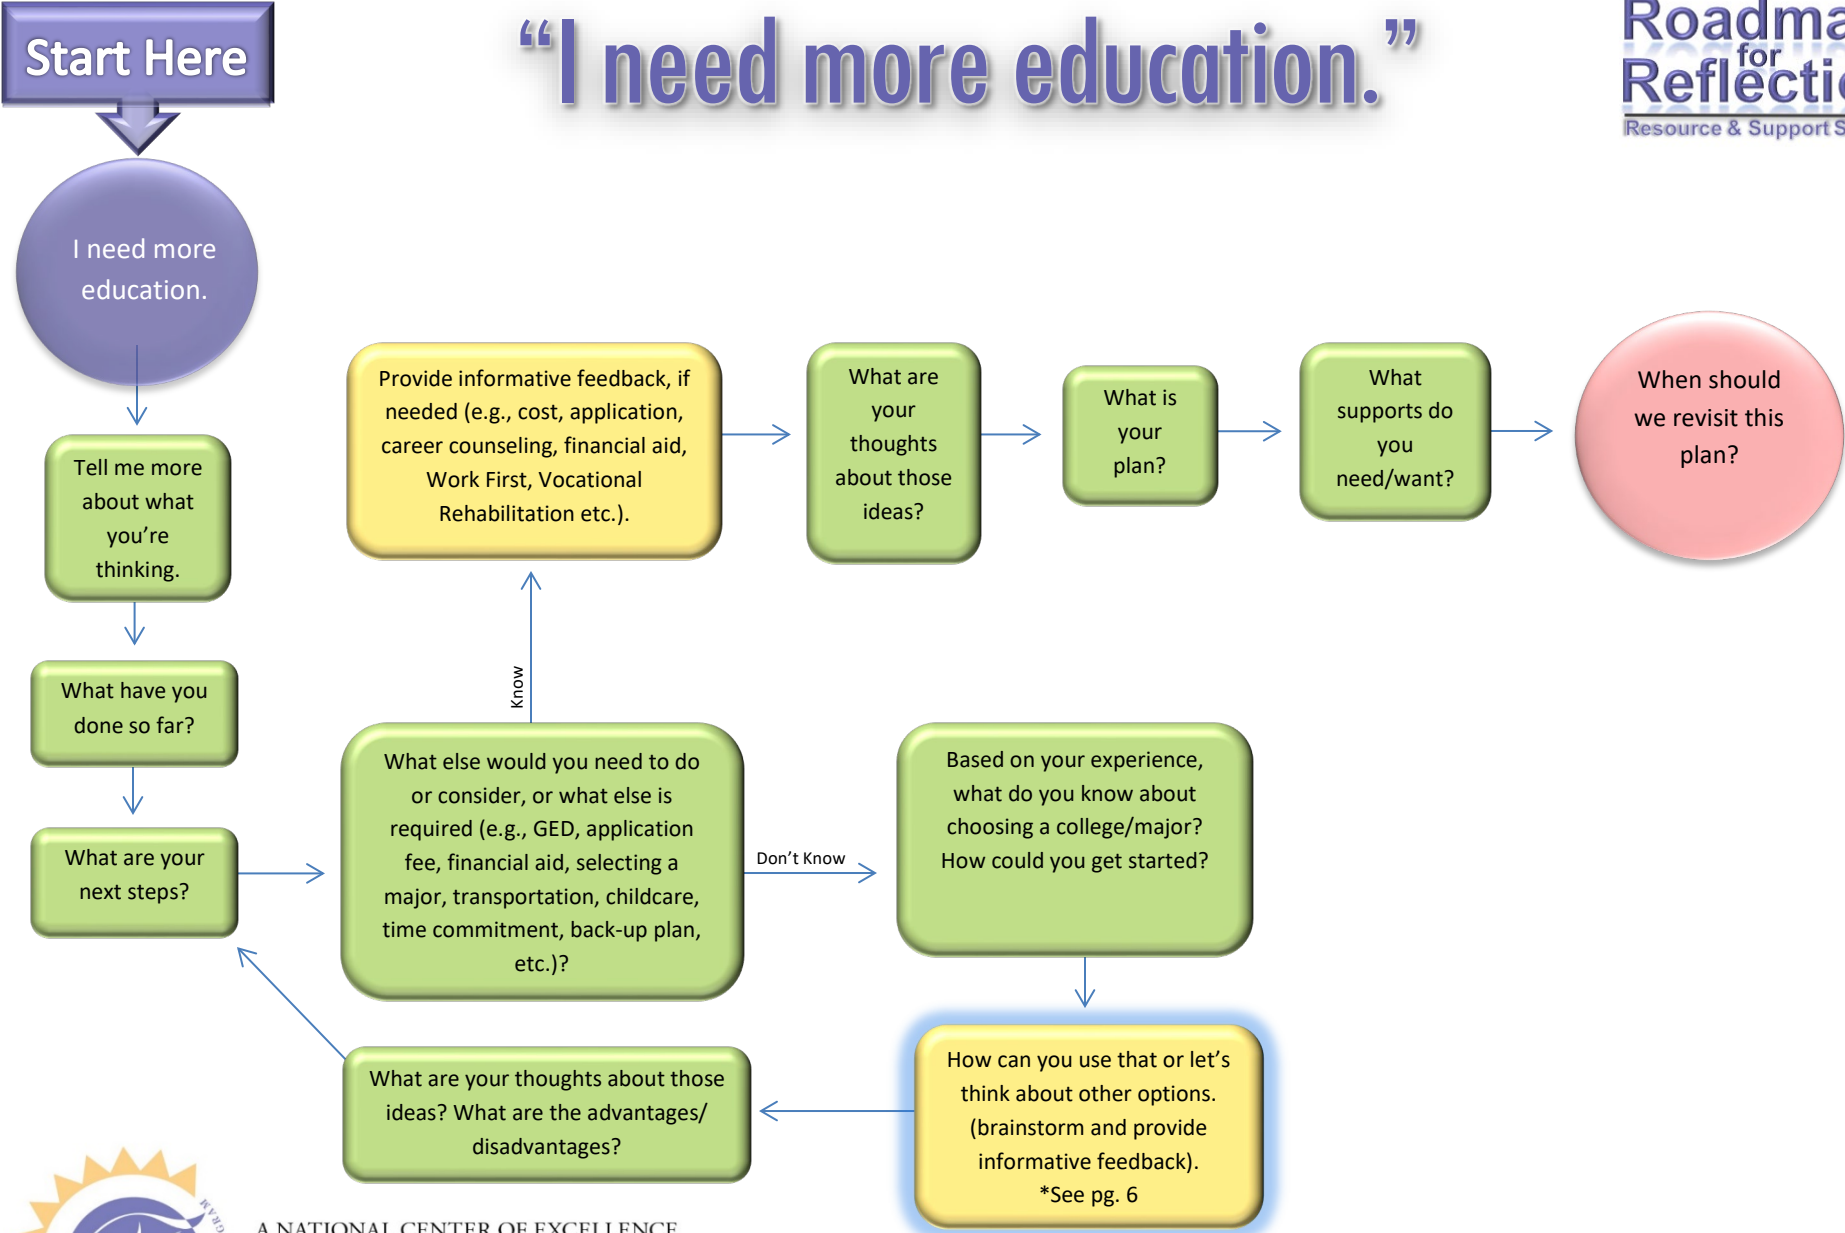 Start Here
“I need more education.”
for
Resource & Support
I need more
education.
Tell me more
about what
you’re
thinking.
What have you
done so far?
What are your
next steps?
What else would you need to do
or consider, or what else is
required (e.g., GED, application
fee, financial aid, selecting a
major, transportation, childcare,
time commitment, back-up plan,
etc.)?
Know
Provide informative feedback, if
needed (e.g., cost, application,
career counseling, financial aid,
Work First, Vocational
Rehabilitation etc.).
What are
your
thoughts
about those
ideas?
What is
your
plan?
What
supports do
you
need/want?
When should
we revisit this
plan?
Don’t Know
Based on your experience,
what do you know about
choosing a college/major?
How could you get started?
How can you use that or let’s
think about other options.
(brainstorm and provide
informative feedback).
*See pg. 6
What are your thoughts about those
ideas? What are the advantages/
disadvantages?
A NATIONAL CENTER OF EXCELLENCE